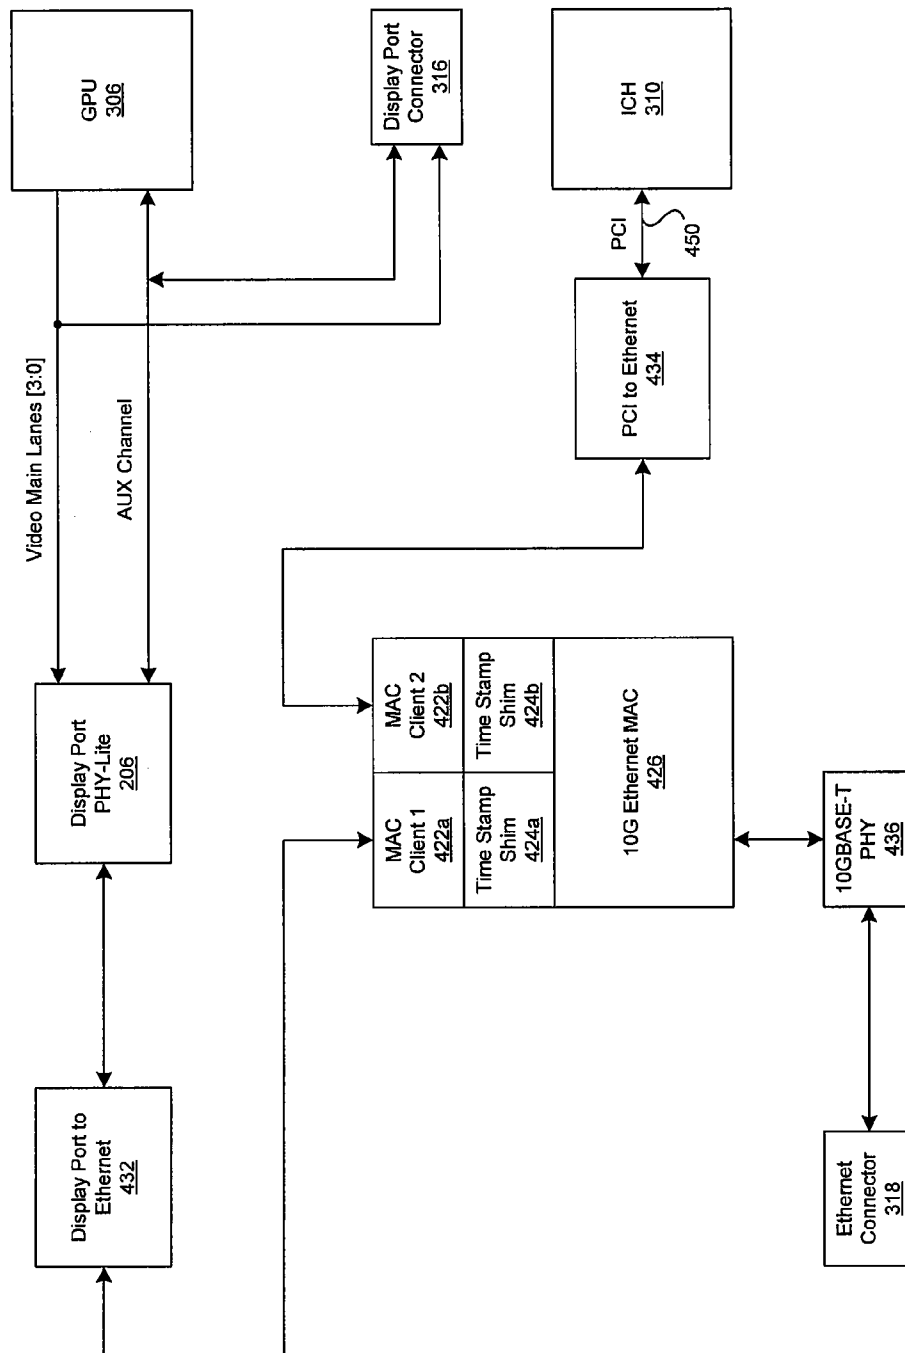 GPU
306
Display Port
Connector
316
ICH
310
PCI
450
Video Main Lanes [3:0]
AUX Channel
PCI to Ethernet
434
Display Port
PHY-Lite
206
MAC
Client 1
422a
MAC
Client 2
422b
Time Stamp
Shim
424a
Time Stamp
Shim
424b
10G Ethernet MAC
426
10GBASE-T
PHY
436
Display Port to
Ethernet
432
Ethernet
Connector
318